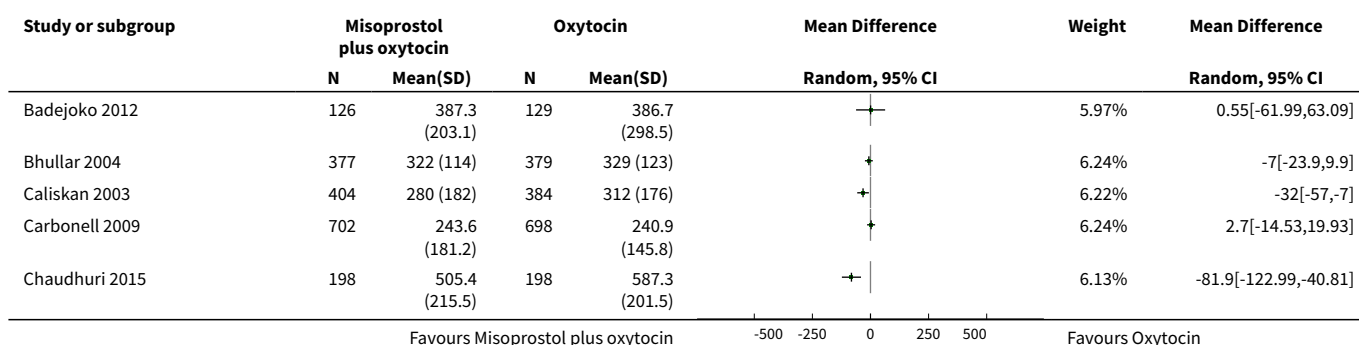 Study or subgroup Misoprostol plus oxytocin Oxytocin Mean Difference Weight Mean Difference
N Mean(SD) N Mean(SD) Random, 95% CI Random, 95% CI
Badejoko 2012 126 387.3 (203.1) 129 386.7 (298.5) 5.97% 0.55[-61.99,63.09]
Bhullar 2004 377 322 (114) 379 329 (123) 6.24% -7[-23.9,9.9]
Caliskan 2003 404 280 (182) 384 312 (176) 6.22% -32[-57,-7]
Carbonell 2009 702 243.6 (181.2) 698 240.9 (145.8) 6.24% 2.7[-14.53,19.93]
Chaudhuri 2015 198 505.4 (215.5) 198 587.3 (201.5) 6.13% -81.9[-122.99,-40.81]
Favours Misoprostol plus oxytocin -500 -250 0 250 500 Favours Oxytocin